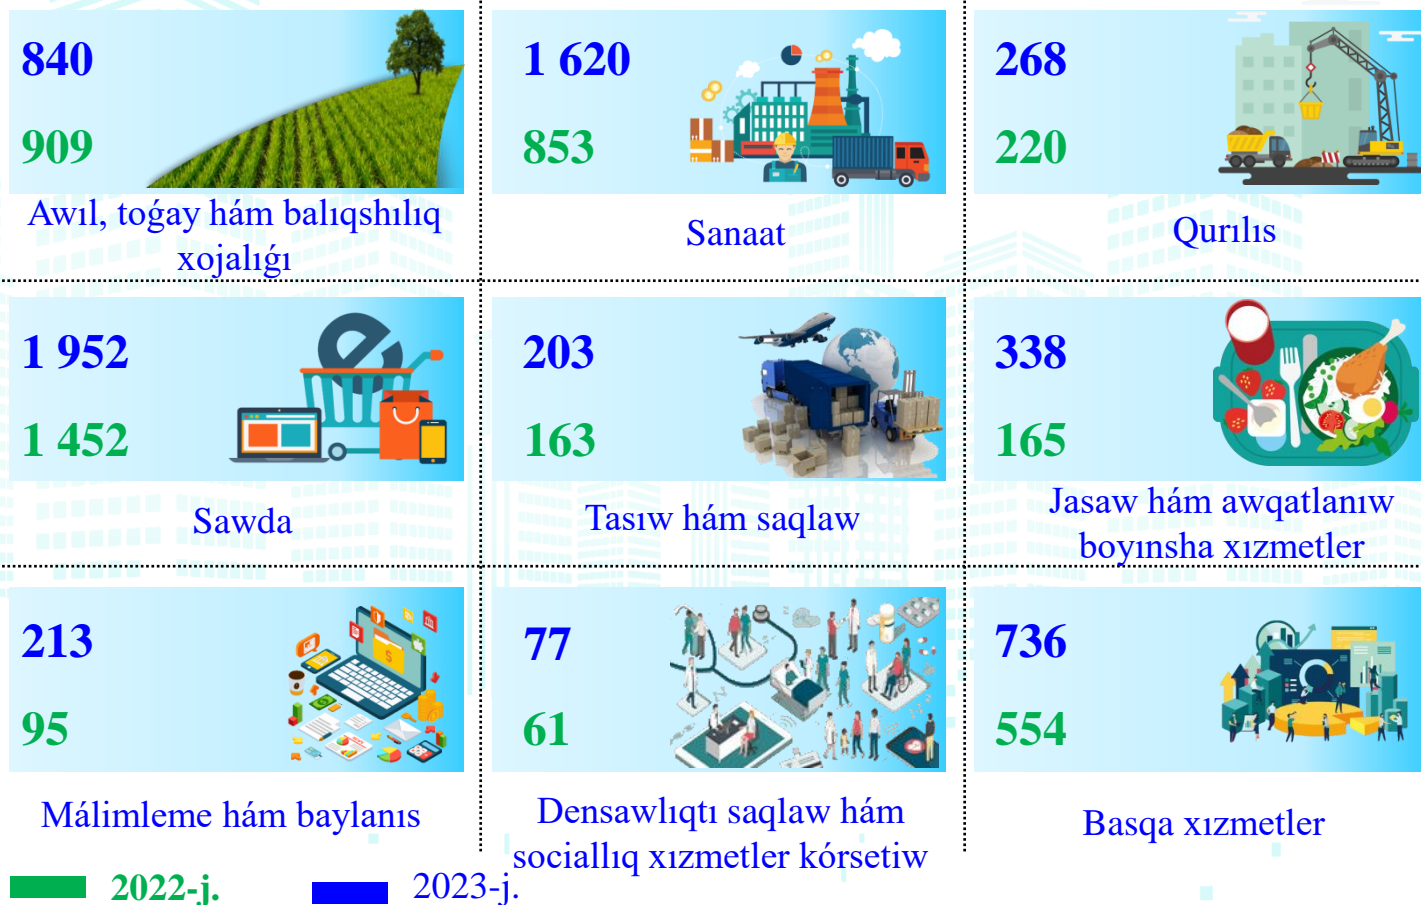 840
909
Awıl, toǵay hám balıqshılıq
xojalıǵı
1 620
853
Sanaat
268
220
Qurılıs
1 952
1 452
Sawda
203
163
Tasıw hám saqlaw
338
165
Jasaw hám awqatlanıw
boyınsha xızmetler
213
95
Málimleme hám baylanıs
77
61
Densawlıqtı saqlaw hám
sociallıq xızmetler kórsetiw
736
554
Basqa xızmetler
2022-j.
2023-j.